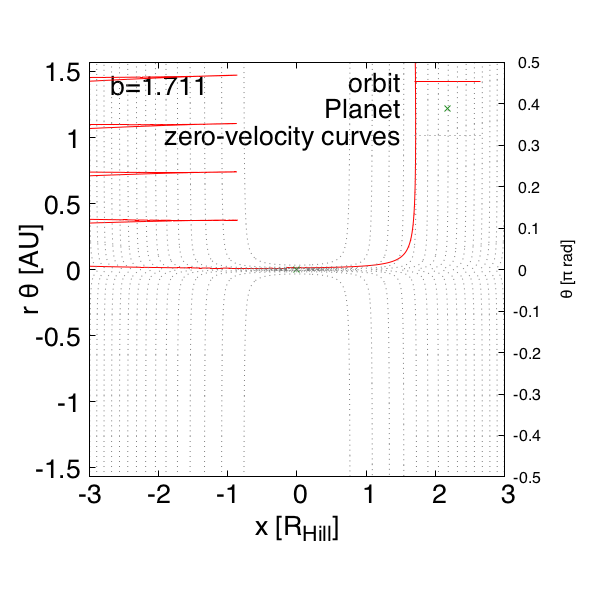 b=1.711
orbit
Planet
zero-velocity curves
r θ [AU]
1.5
1
0.5
0
-0.5
-1
-1.5
0.5
0.4
0.3
0.2
0.1
0
-0.1
-0.2
-0.3
-0.4
-0.5
θ [π rad]
-3 -2 -1 0 1 2 3
x [RHill]